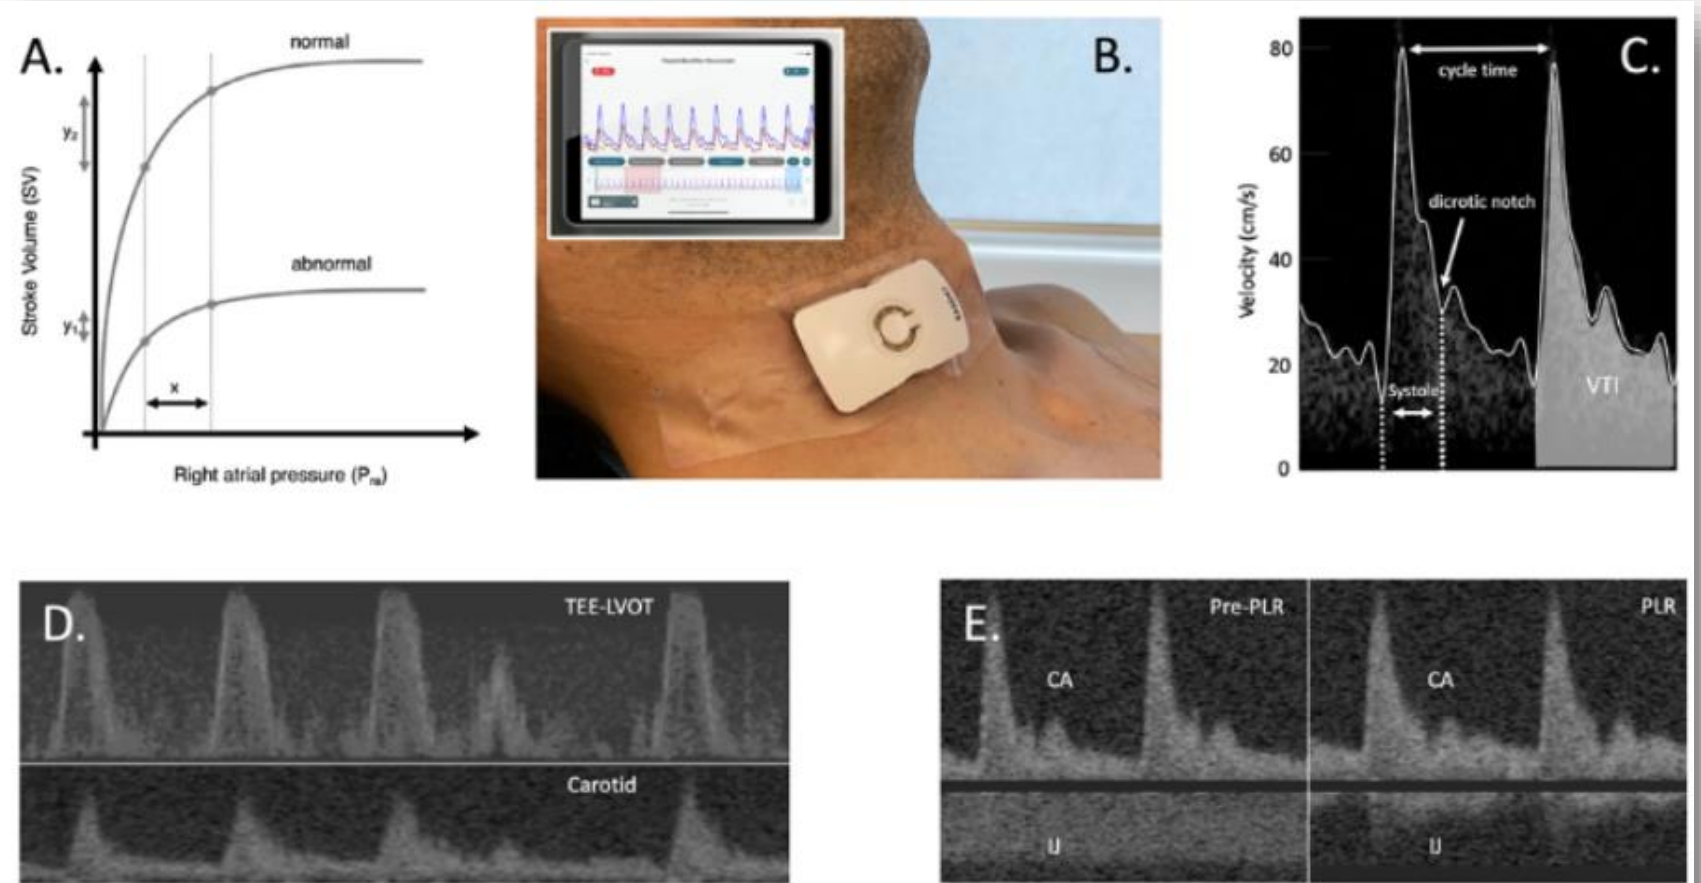 A.
normal
y₂
Stroke Volume (SV)
abnormal
y₁
x
Right atrial pressure (Pra)
B.
C.
80
cycle time
60
dicrotic notch
Velocity (cm/s)
40
20
Systole
VTI
0
D.
TEE-LVOT
Carotid
E.
Pre-PLR
CA
IJ
PLR
CA
IJ